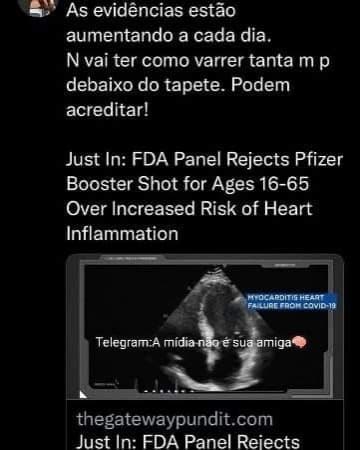 As evidências estão
aumentando a cada dia.
N vai ter como varrer tanta m p
debaixo do tapete. Podem
acreditar!
Just In: FDA Panel Rejects Pfizer
Booster Shot for Ages 16-65
Over Increased Risk of Heart
Inflammation
MYOCARDITIS HEART
FAILURE FROM COVID-19
Telegram:A mídia não é sua amiga🧠
thegatewaypundit.com
Just In: FDA Panel Rejects